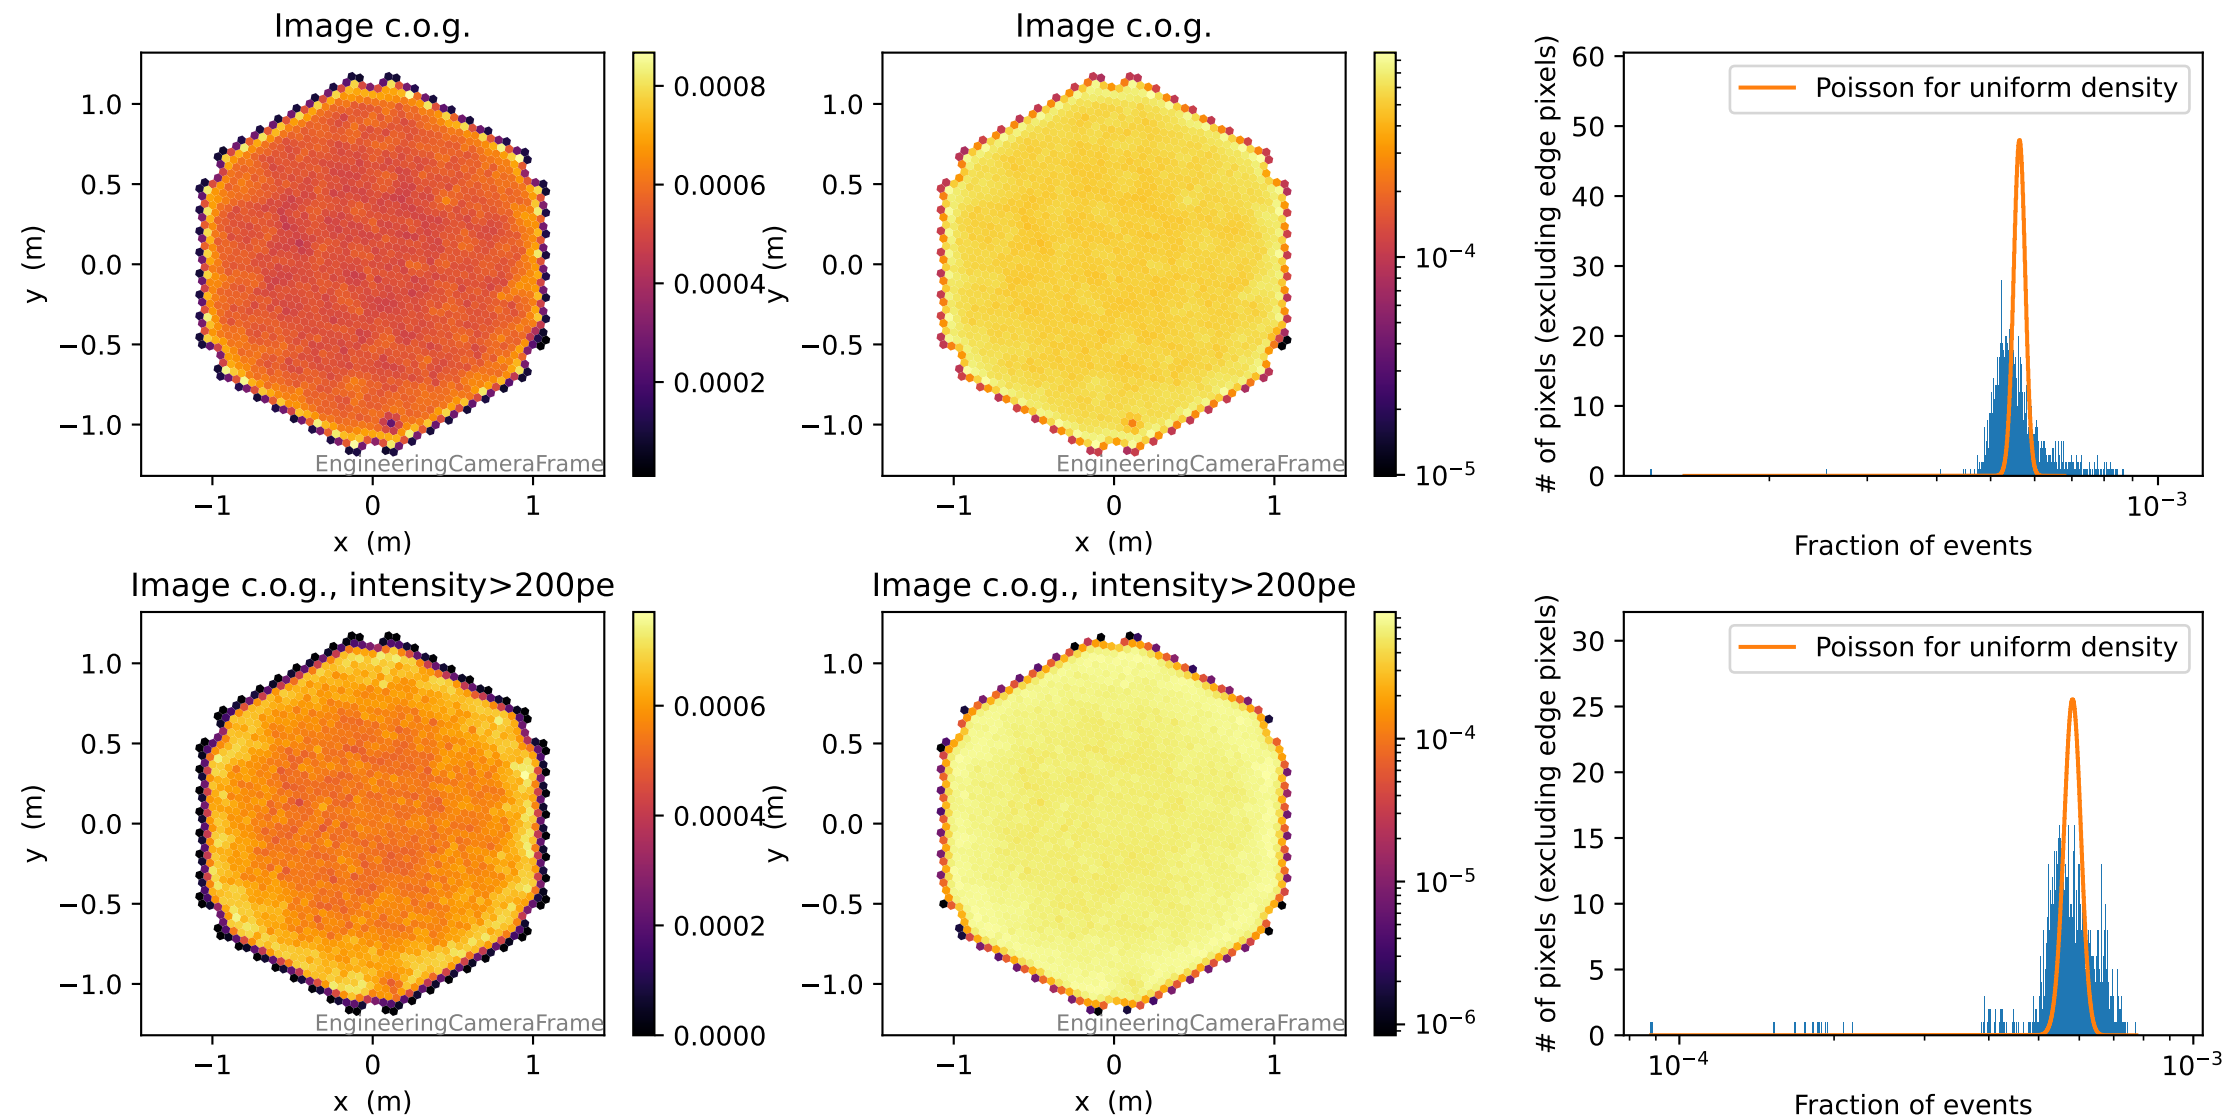 Image c.o.g.
y (m)
1.0
0.5
0.0
−0.5
−1.0
−1
0
1
x (m)
EngineeringCameraFrame
0.0008
0.0006
0.0004
0.0002
Image c.o.g.
y (m)
1.0
0.5
0.0
−0.5
−1.0
−1
0
1
x (m)
EngineeringCameraFrame
10−4
10−5
# of pixels (excluding edge pixels)
60
50
40
30
20
10
0
Poisson for uniform density
10−3
Fraction of events
Image c.o.g., intensity>200pe
y (m)
1.0
0.5
0.0
−0.5
−1.0
−1
0
1
x (m)
EngineeringCameraFrame
0.0006
0.0004
0.0002
0.0000
Image c.o.g., intensity>200pe
y (m)
1.0
0.5
0.0
−0.5
−1.0
−1
0
1
x (m)
EngineeringCameraFrame
10−4
10−5
10−6
# of pixels (excluding edge pixels)
30
25
20
15
10
5
0
Poisson for uniform density
10−4
10−3
Fraction of events